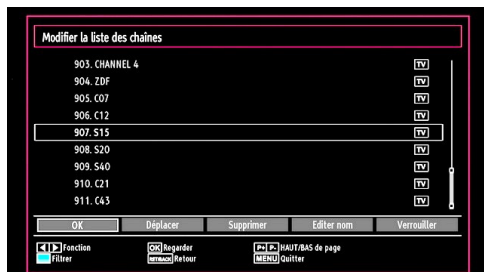 Modifier la liste des chaines
903. CHANNEL 4 TV
904. ZDF TV
905. C07 TV
906. C12 TV
907. S15 TV
908. S20 TV
909. S40 TV
910. C21 TV
911. C43 TV
OK Déplacer Supprimer Editer nom Verrouiller
Fonction OK Regarder P+ P- HAUT/BAS de page
Filtrer Retour MENU Quitter